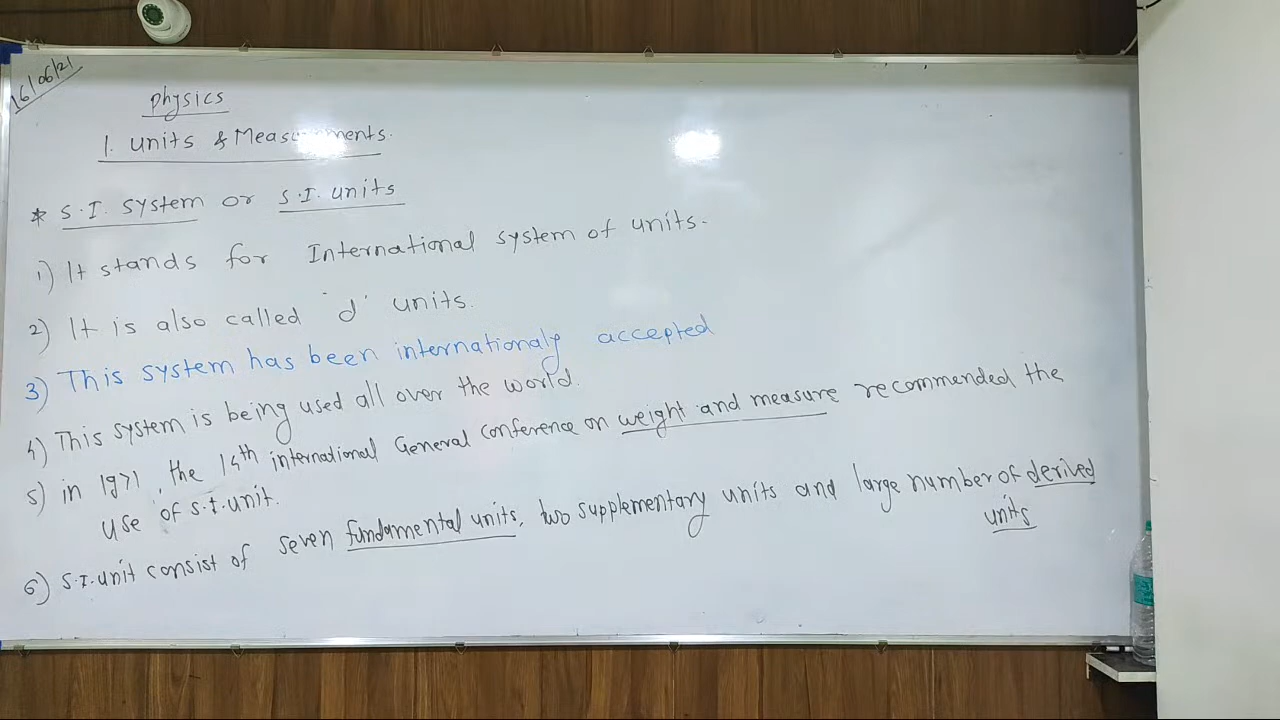 16/06/21
Physics
1. Units & Measurements.
* S.I. system or S.I. units
1) It stands for International system of units.
2) It is also called 'd' units.
3) This system has been internationaly accepted
4) This system is being used all over the world.
5) in 1971, the 14th international General conference on weight and measure recommended the
use of S.I. unit.
6) S.I. unit consist of seven fundamental units, two supplementary units and large number of derived
units